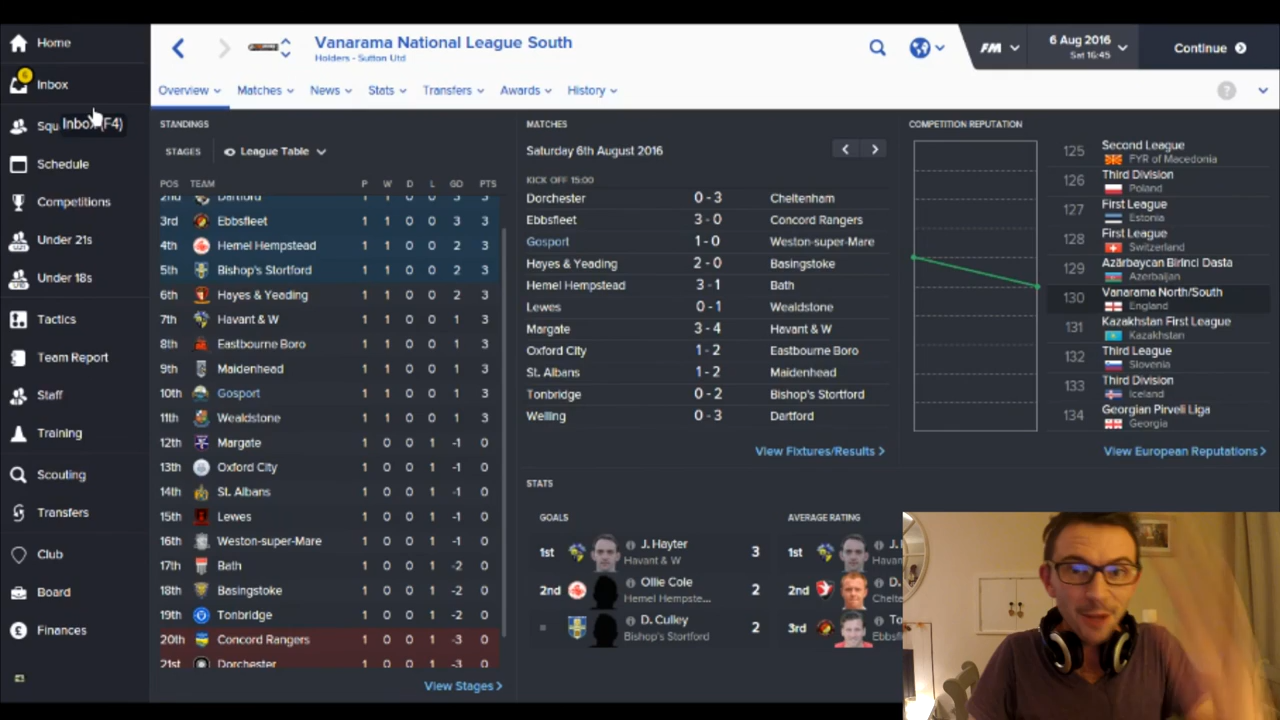 Home
Inbox
6
Squ
Inbox (F4)
Schedule
Competitions
Under 21s
Under 18s
Tactics
Team Report
Staff
Training
Scouting
Transfers
Club
Board
Finances
Vanarama National League South
Holders - Sutton Utd
FM
6 Aug 2016
Sat 16:45
Continue
Overview Matches News Stats Transfers Awards History
?
STANDINGS
STAGES League Table
POS TEAM P W D L GD PTS
2nd Dartford 1 1 0 0 3 3
3rd Ebbsfleet 1 1 0 0 3 3
4th Hemel Hempstead 1 1 0 0 2 3
5th Bishop's Stortford 1 1 0 0 2 3
6th Hayes & Yeading 1 1 0 0 2 3
7th Havant & W 1 1 0 0 1 3
8th Eastbourne Boro 1 1 0 0 1 3
9th Maidenhead 1 1 0 0 1 3
10th Gosport 1 1 0 0 1 3
11th Wealdstone 1 1 0 0 1 3
12th Margate 1 0 0 1 -1 0
13th Oxford City 1 0 0 1 -1 0
14th St. Albans 1 0 0 1 -1 0
15th Lewes 1 0 0 1 -1 0
16th Weston-super-Mare 1 0 0 1 -1 0
17th Bath 1 0 0 1 -2 0
18th Basingstoke 1 0 0 1 -2 0
19th Tonbridge 1 0 0 1 -2 0
20th Concord Rangers 1 0 0 1 -3 0
21st Dorchester 1 0 0 1 -3 0
View Stages
MATCHES
Saturday 6th August 2016
KICK OFF 15:00
Dorchester 0 - 3 Cheltenham
Ebbsfleet 3 - 0 Concord Rangers
Gosport 1 - 0 Weston-super-Mare
Hayes & Yeading 2 - 0 Basingstoke
Hemel Hempstead 3 - 1 Bath
Lewes 0 - 1 Wealdstone
Margate 3 - 4 Havant & W
Oxford City 1 - 2 Eastbourne Boro
St. Albans 1 - 2 Maidenhead
Tonbridge 0 - 2 Bishop's Stortford
Welling 0 - 3 Dartford
View Fixtures/Results
STATS
GOALS
1st J. Hayter 3
Havant & W
2nd Ollie Cole 2
Hemel Hempste...
D. Culley 2
Bishop's Stortford
AVERAGE RATING
1st J.
Havant
2nd D.
Chelte
3rd To
Ebbsfl
COMPETITION REPUTATION
125 Second League
FYR of Macedonia
126 Third Division
Poland
127 First League
Estonia
128 First League
Switzerland
129 Azərbaycan Birinci Dasta
Azerbaijan
130 Vanarama North/South
England
131 Kazakhstan First League
Kazakhstan
132 Third League
Slovenia
133 Third Division
Iceland
134 Georgian Pirveli Liga
Georgia
View European Reputations